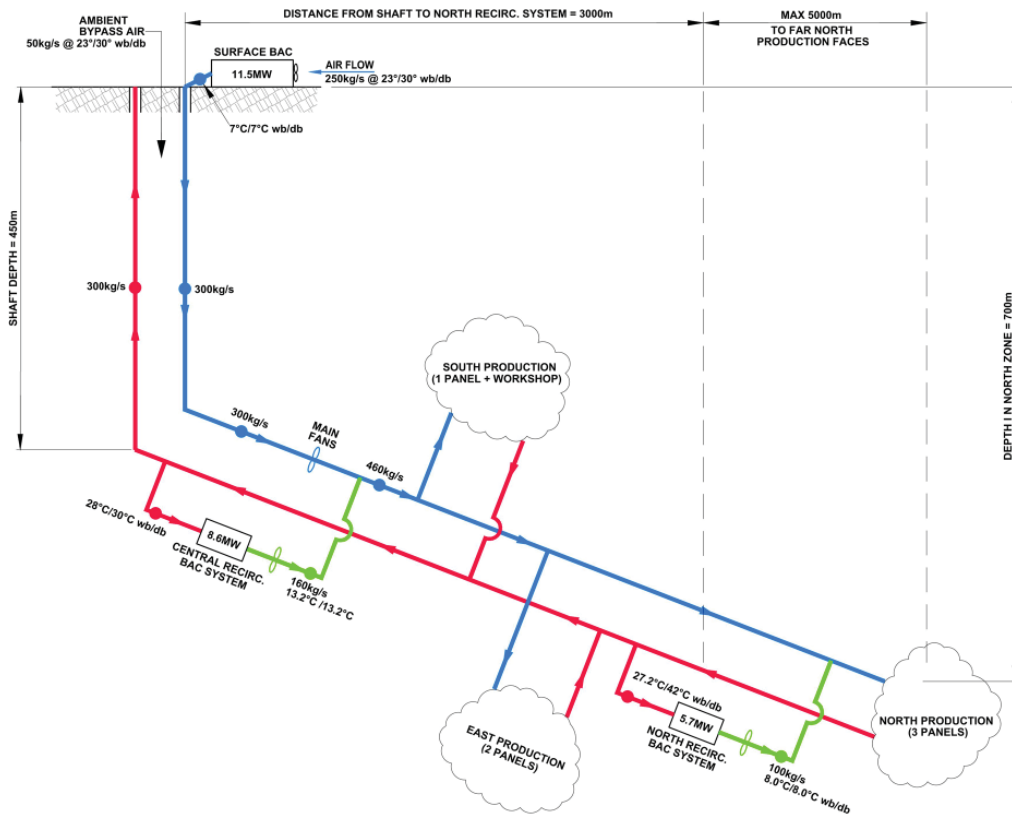 DISTANCE FROM SHAFT TO NORTH RECIRC. SYSTEM = 3000m
MAX 5000m
TO FAR NORTH
PRODUCTION FACES
AMBIENT
BYPASS AIR
50kg/s @ 23°/30° wb/db
SURFACE BAC
11.5MW
AIR FLOW
250kg/s @ 23°/30° wb/db
7°C/7°C wb/db
SHAFT DEPTH = 450m
300kg/s
300kg/s
DEPTH I N NORTH ZONE = 700m
SOUTH PRODUCTION
(1 PANEL + WORKSHOP)
300kg/s
MAIN
FANS
460kg/s
28°C/30°C wb/db
8.6MW
CENTRAL RECIRC.
BAC SYSTEM
160kg/s
13.2°C /13.2°C
27.2°C/42°C wb/db
5.7MW
NORTH RECIRC.
BAC SYSTEM
100kg/s
8.0°C/8.0°C wb/db
EAST PRODUCTION
(2 PANELS)
NORTH PRODUCTION
(3 PANELS)